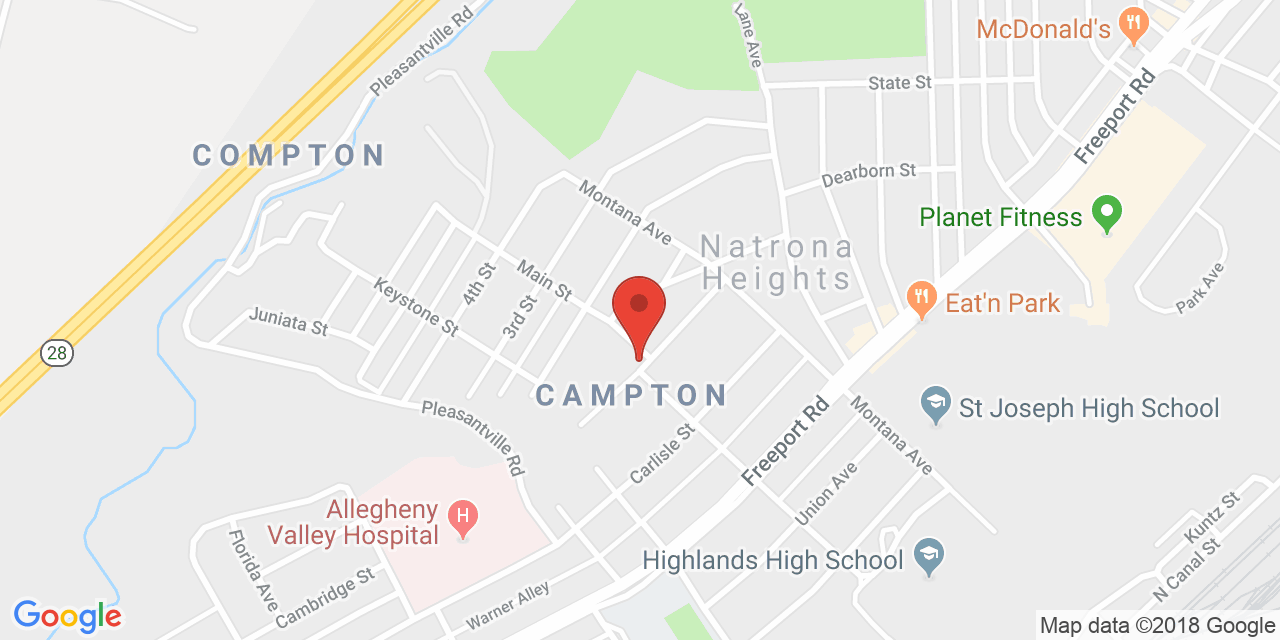 McDonald's
Lane Ave
Pleasantville Rd
State St
Freeport Rd
COMPTON
Dearborn St
Montana Ave
Planet Fitness
Natrona
Heights
Main St
4th St
Keystone St
3rd St
Park Ave
Eat'n Park
Juniata St
28
CAMPTON
Pleasantville Rd
St Joseph High School
Montana Ave
Freeport Rd
Carlisle St
Union Ave
Allegheny
Valley Hospital
H
Kuntz St
N Canal St
Highlands High School
Florida Ave
Cambridge St
Warner Alley
Google
Map data ©2018 Google